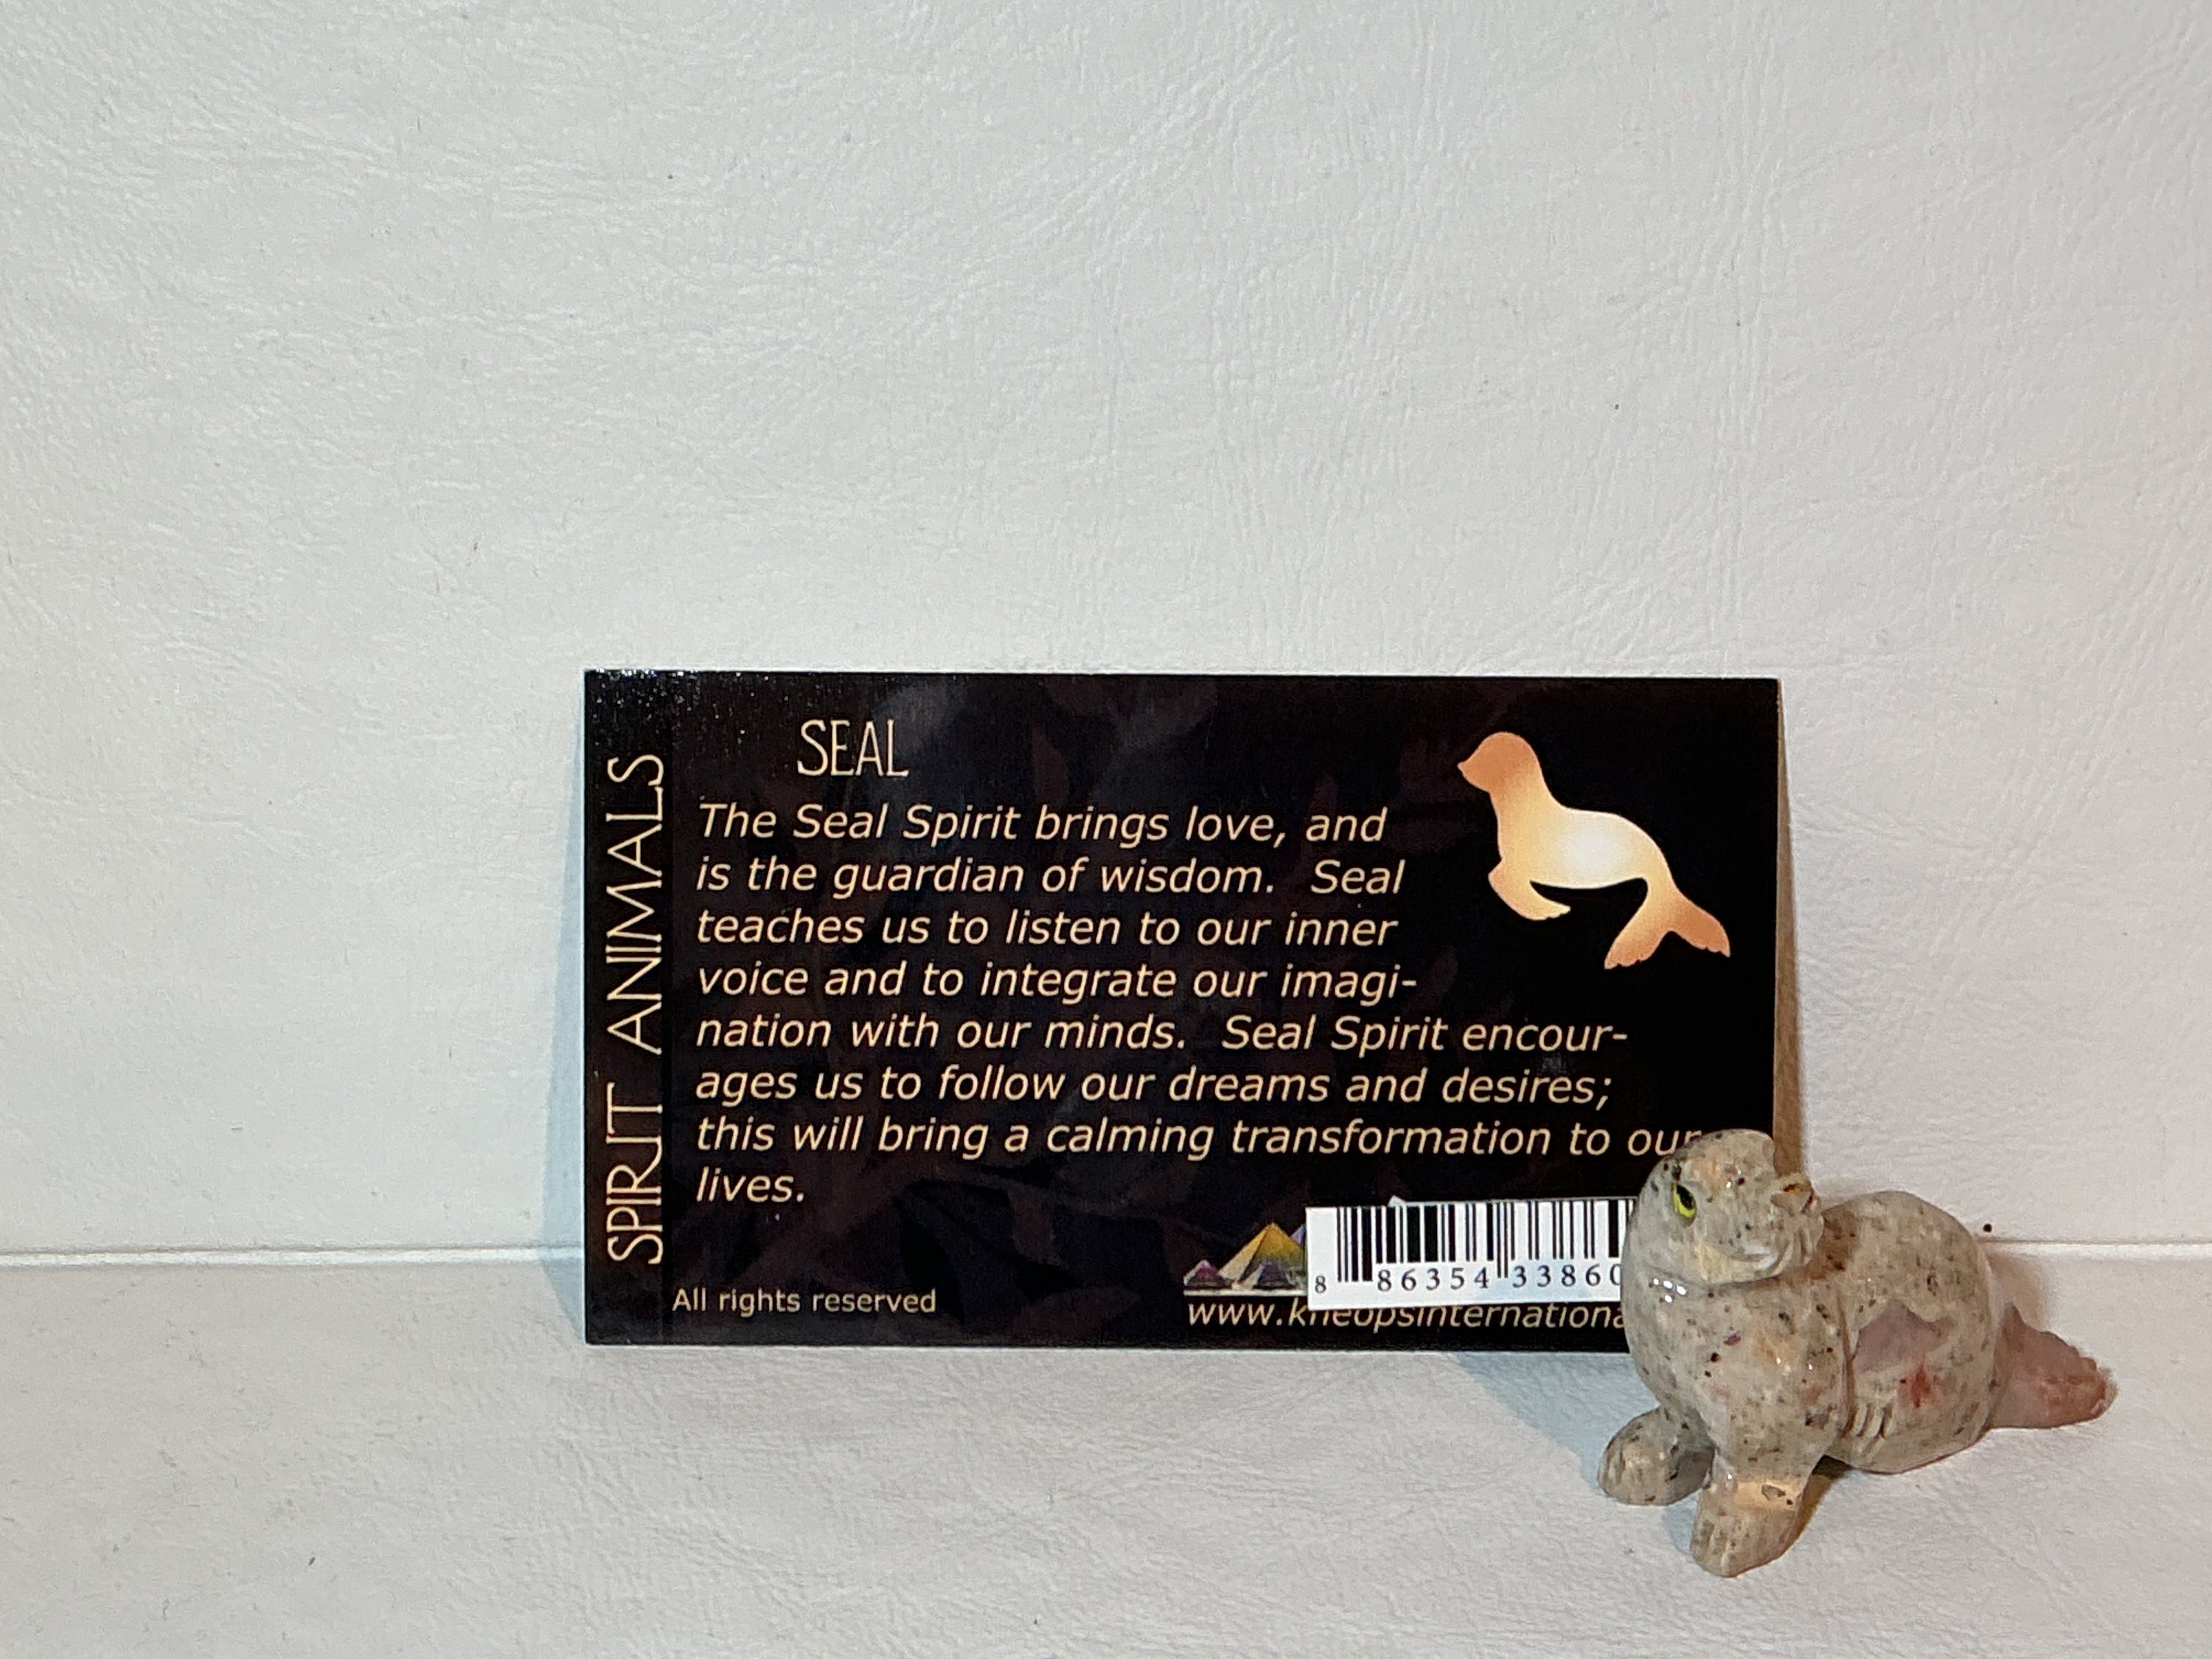 SPIRIT ANIMALS
SEAL
The Seal Spirit brings love, and
is the guardian of wisdom. Seal
teaches us to listen to our inner
voice and to integrate our imagi-
nation with our minds. Seal Spirit encour-
ages us to follow our dreams and desires;
this will bring a calming transformation to our
lives.
8 86354 33860
All rights reserved